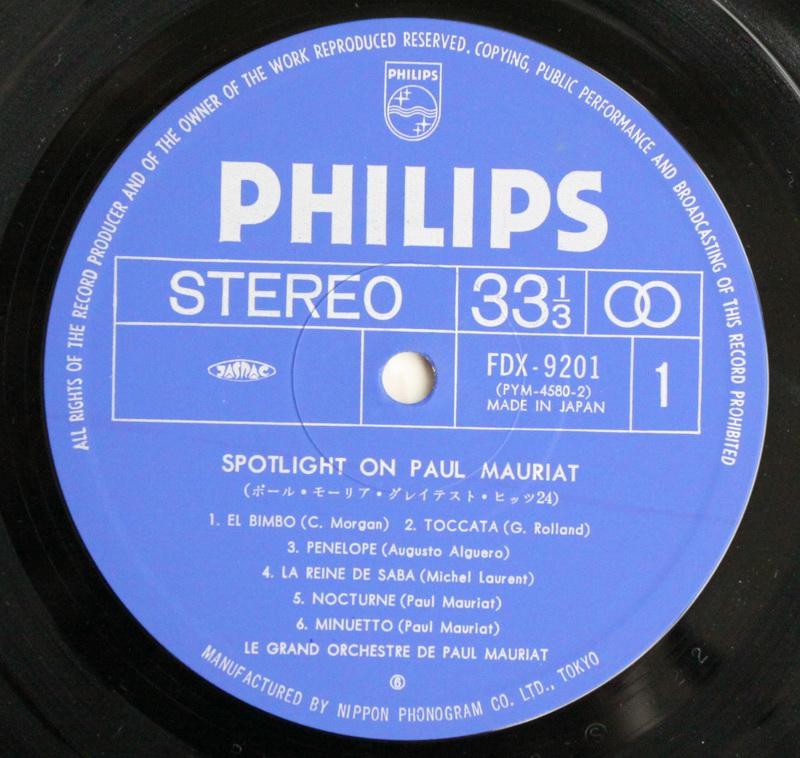 ALL RIGHTS OF THE RECORD PRODUCER AND OF THE OWNER OF THE WORK REPRODUCED RESERVED. COPYING, PUBLIC PERFORMANCE AND BROADCASTING OF THIS RECORD PROHIBITED
PHILIPS
PHILIPS
STEREO 33 1/3
JASRAC
FDX-9201
(PYM-4580-2)
MADE IN JAPAN
1
SPOTLIGHT ON PAUL MAURIAT
(ポール・モーリア・グレイテスト・ヒッツ24)
1. EL BIMBO (C. Morgan) 2. TOCCATA (G. Rolland)
3. PENELOPE (Augusto Alguero)
4. LA REINE DE SABA (Michel Laurent)
5. NOCTURNE (Paul Mauriat)
6. MINUETTO (Paul Mauriat)
LE GRAND ORCHESTRE DE PAUL MAURIAT
MANUFACTURED BY NIPPON PHONOGRAM CO. LTD., TOKYO